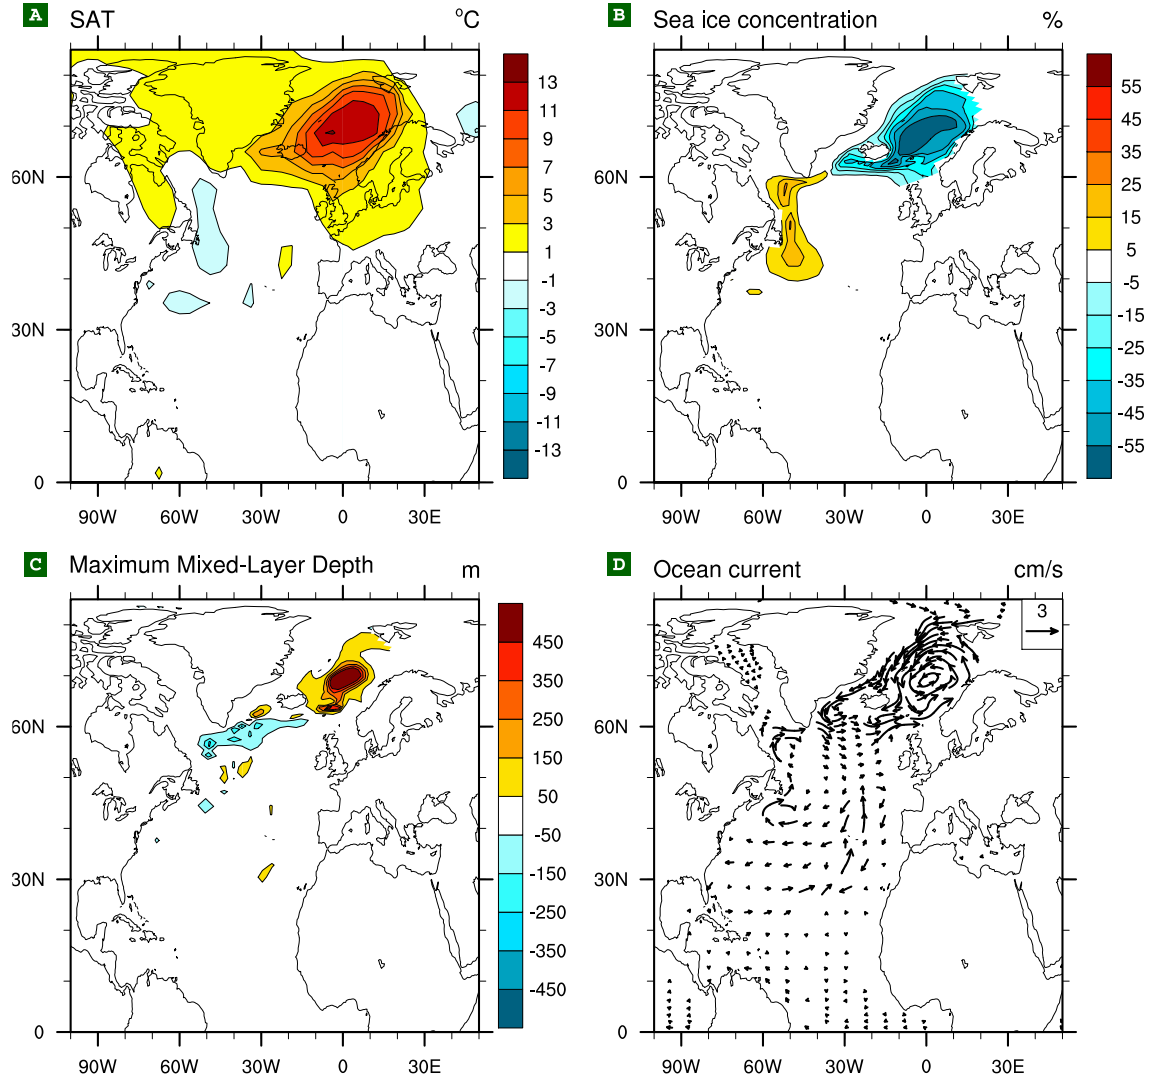 A SAT °C
13
11
9
7
5
3
1
-1
-3
-5
-7
-9
-11
-13
60N
30N
0
90W 60W 30W 0 30E
B Sea ice concentration %
55
45
35
25
15
5
-5
-15
-25
-35
-45
-55
60N
30N
0
90W 60W 30W 0 30E
C Maximum Mixed-Layer Depth m
450
350
250
150
50
-50
-150
-250
-350
-450
60N
30N
0
90W 60W 30W 0 30E
D Ocean current cm/s
3
60N
30N
0
90W 60W 30W 0 30E